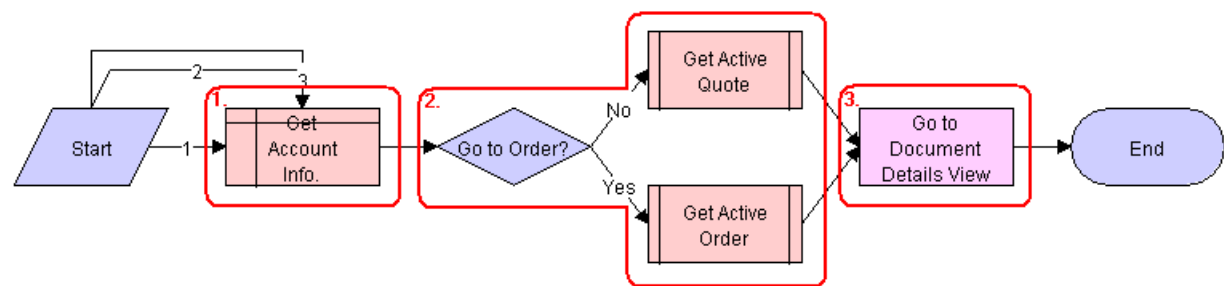 Start
1
2
3
1.
Get
Account
Info.
2.
Go to Order?
No
Yes
Get Active
Quote
Get Active
Order
3.
Go to
Document
Details View
End